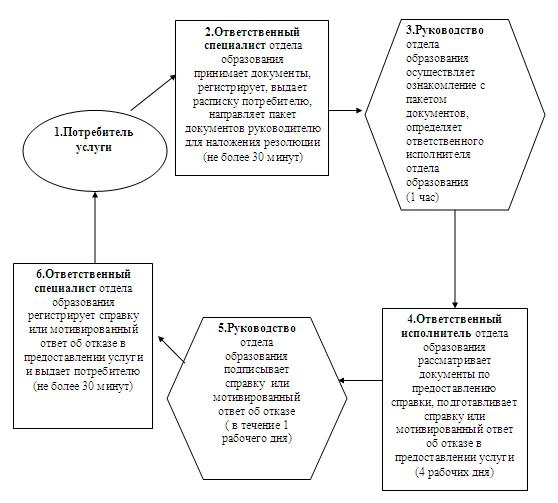 1.Потребитель
услуги
2.Ответственный
специалист отдела
образования
принимает документы,
регистрирует, выдает
расписку потребителю,
направляет пакет
документов руководителю
для наложения резолюции
(не более 30 минут)
3.Руководство
отдела
образования
осуществляет
ознакомление с
пакетом
документов,
определяет
ответственного
исполнителя
отдела
образования
(1 час)
4.Ответственный
исполнитель отдела
образования
рассматривает
документы по
предоставлению
справки, подготавливает
справку или
мотивированный ответ
об отказе в
предоставлении услуги
(4 рабочих дня)
5.Руководство
отдела
образования
подписывает
справку или
мотивированный
ответ об отказе
( в течение 1
рабочего дня)
6.Ответственный
специалист отдела
образования
регистрирует справку
или мотивированный
ответ об отказе в
предоставлении услуги
и выдает потребителю
(не более 30 минут)